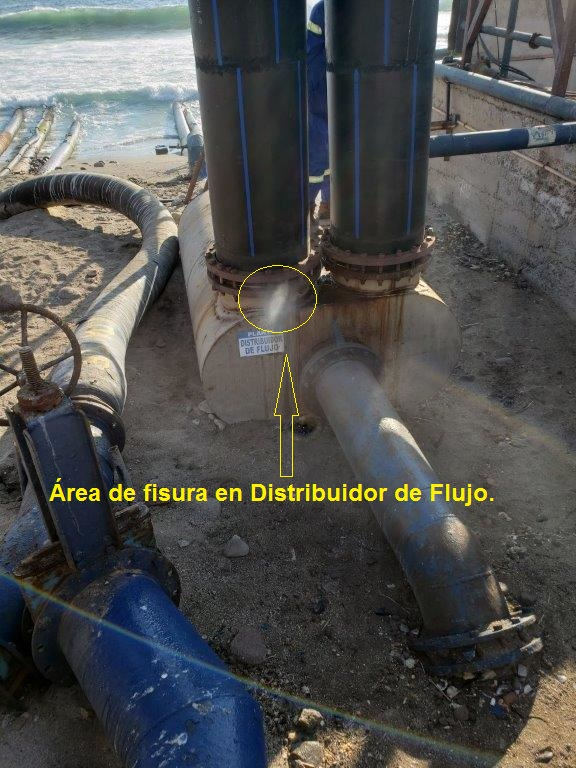 DISTRIBUIDOR
DE FLUJO
Área de fisura en Distribuidor de Flujo.